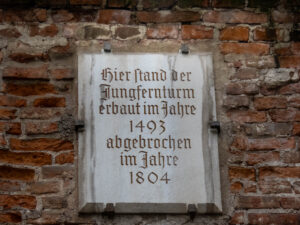 Hier stand der
Jungfernturm
erbaut im Jahre
1493
abgebrochen
im Jahre
1804